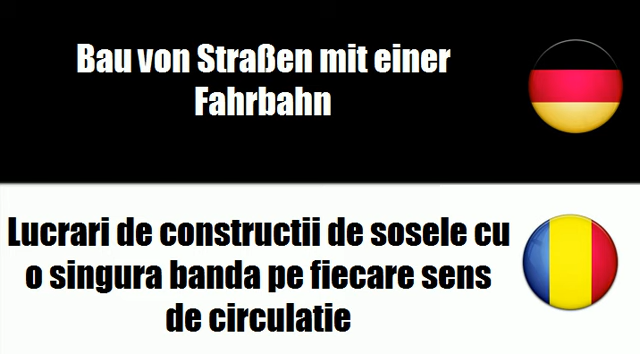 Bau von Straßen mit einer
Fahrbahn
Lucrari de constructii de sosele cu
o singura banda pe fiecare sens
de circulatie